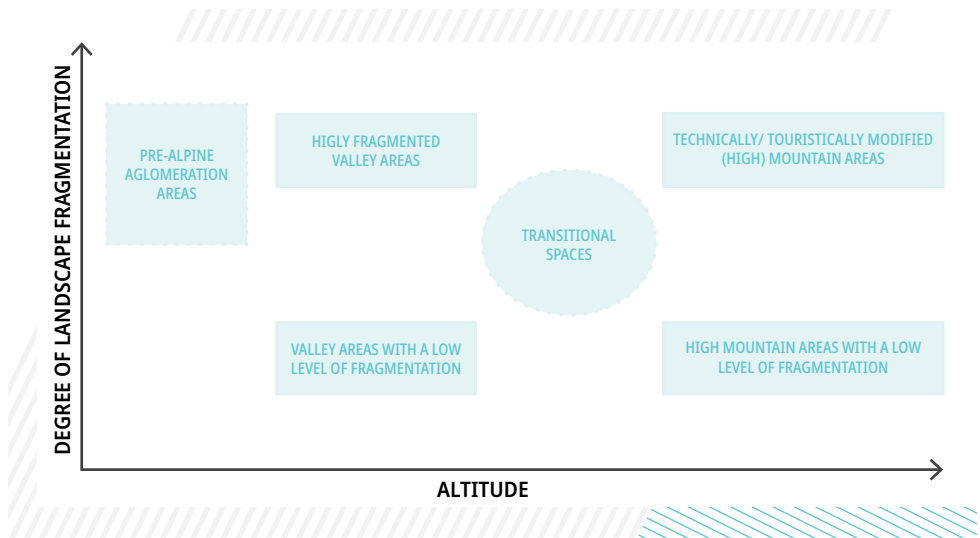 DEGREE OF LANDSCAPE FRAGMENTATION
PRE-ALPINE
AGLOMERATION
AREAS
HIGLY FRAGMENTED
VALLEY AREAS
TECHNICALLY/ TOURISTICALLY MODIFIED
(HIGH) MOUNTAIN AREAS
TRANSITIONAL
SPACES
VALLEY AREAS WITH A LOW
LEVEL OF FRAGMENTATION
HIGH MOUNTAIN AREAS WITH A LOW
LEVEL OF FRAGMENTATION
ALTITUDE